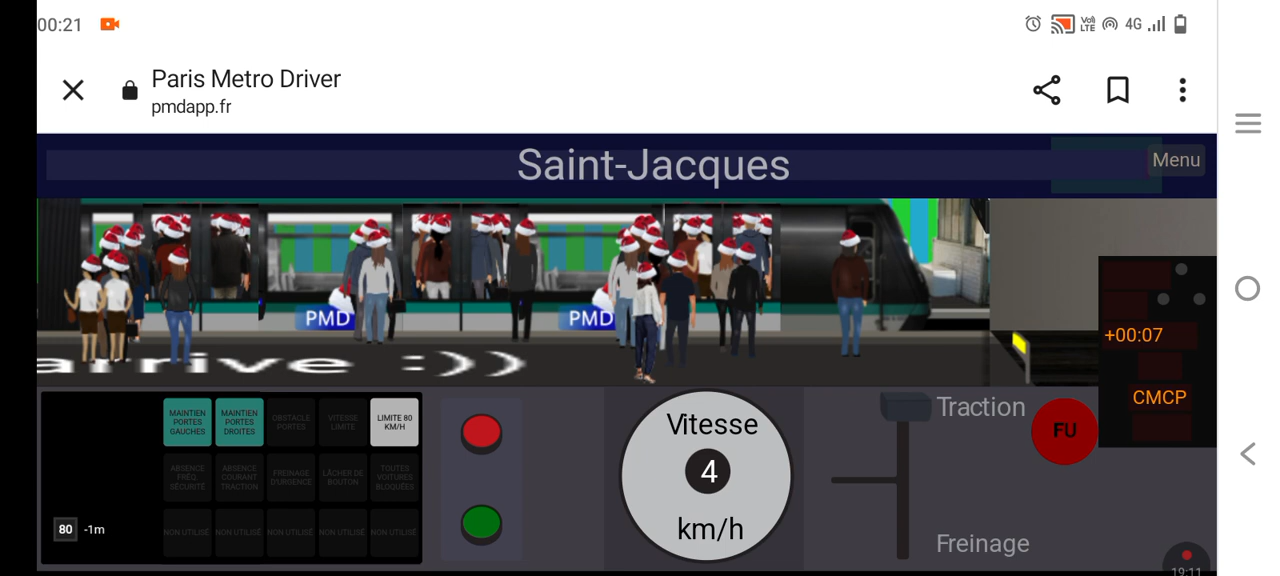 00:21
VoI LTE 4G
Paris Metro Driver
pmdapp.fr
Saint-Jacques
Menu
PMD
PMD
arrive :))
+00:07
CMCP
MAINTIEN PORTES GAUCHES
MAINTIEN PORTES DROITES
OBSTACLE PORTES
VITESSE LIMITE
LIMITE 80 KM/H
ABSENCE FRÉQ. SÉCURITÉ
ABSENCE COURANT TRACTION
FREINAGE D'URGENCE
LÂCHER DE BOUTON
TOUTES VOITURES BLOQUÉES
NON UTILISÉ
NON UTILISÉ
NON UTILISÉ
NON UTILISÉ
NON UTILISÉ
80 -1m
Vitesse
4
km/h
Traction
FU
Freinage
19:11